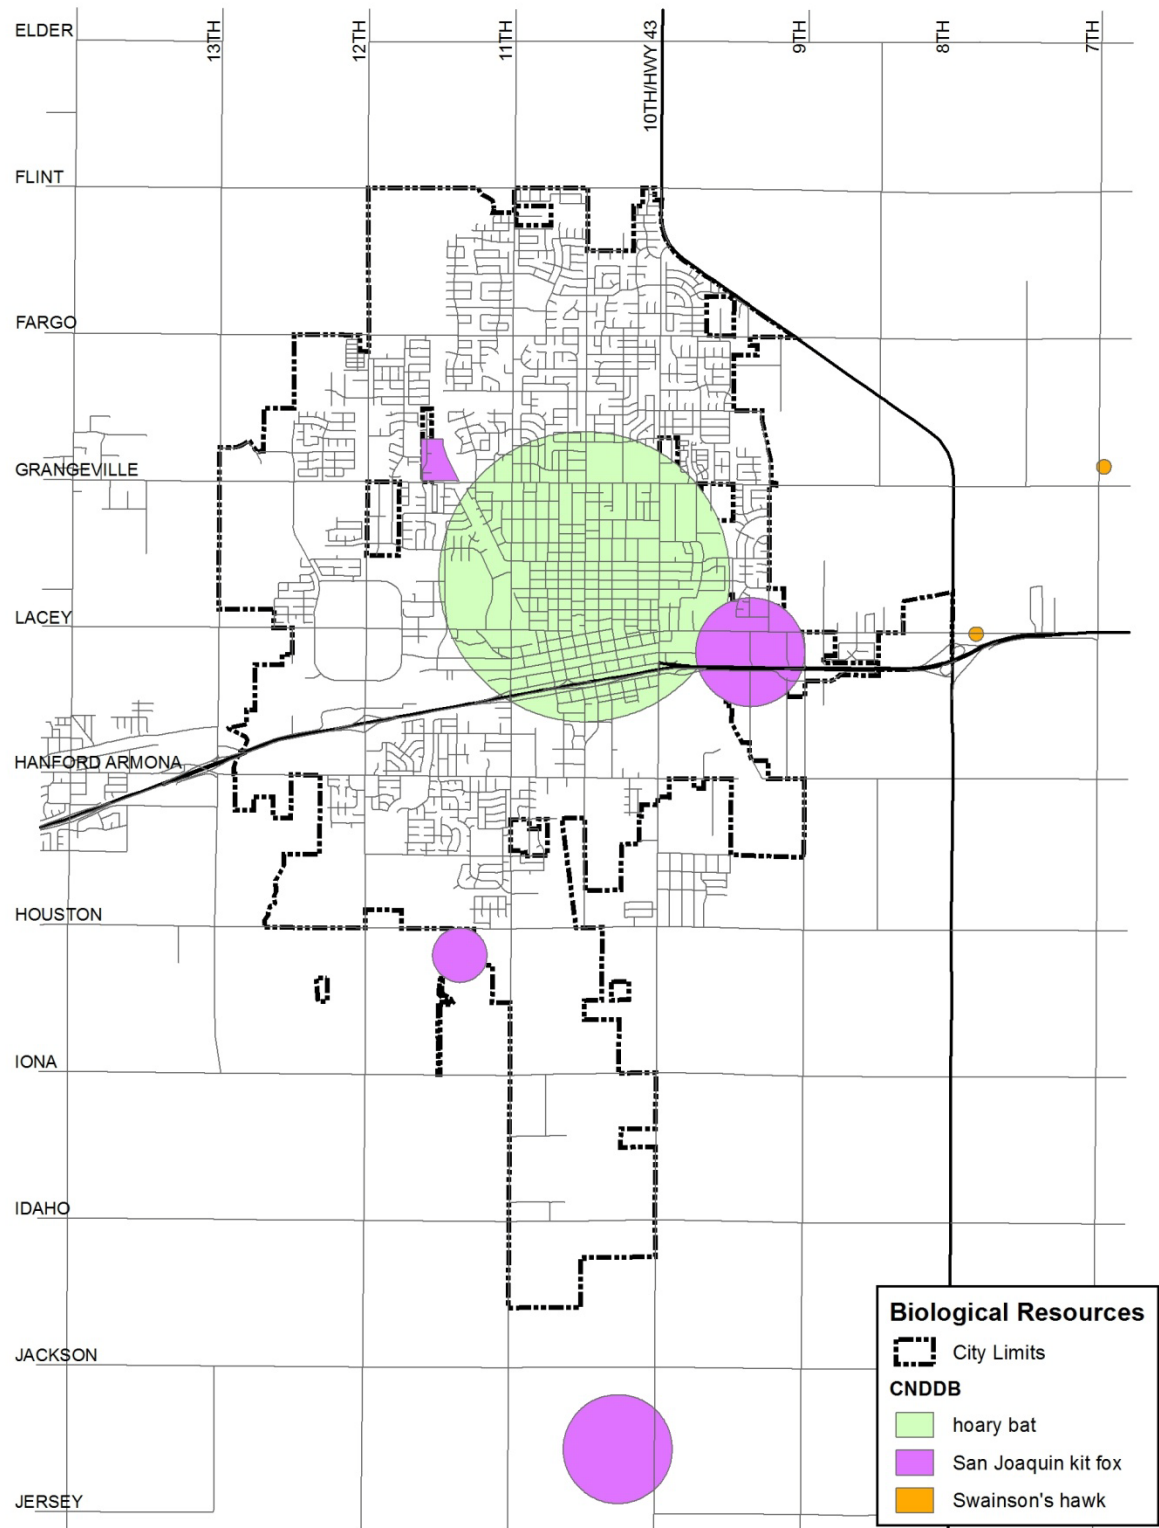 ELDER
13TH
12TH
11TH
10TH/HWY 43
9TH
8TH
7TH
FLINT
FARGO
GRANGEVILLE
LACEY
HANFORD ARMONA
HOUSTON
IONA
IDAHO
JACKSON
JERSEY
Biological Resources
City Limits
CNDDB
hoary bat
San Joaquin kit fox
Swainson's hawk